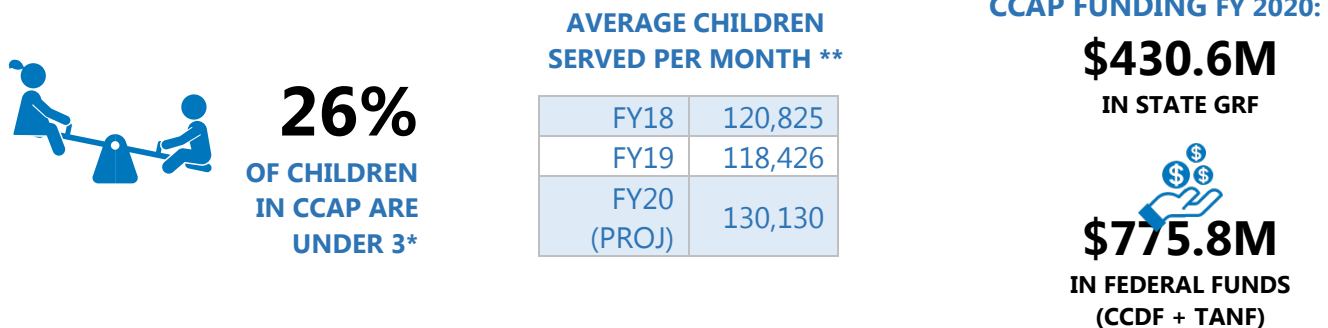 26%
OF CHILDREN
IN CCAP ARE
UNDER 3*
AVERAGE CHILDREN
SERVED PER MONTH **
FY18 120,825
FY19 118,426
FY20
(PROJ) 130,130
CCAP FUNDING FY 2020:
$430.6M
IN STATE GRF
$ $ $
$775.8M
IN FEDERAL FUNDS
(CCDF + TANF)